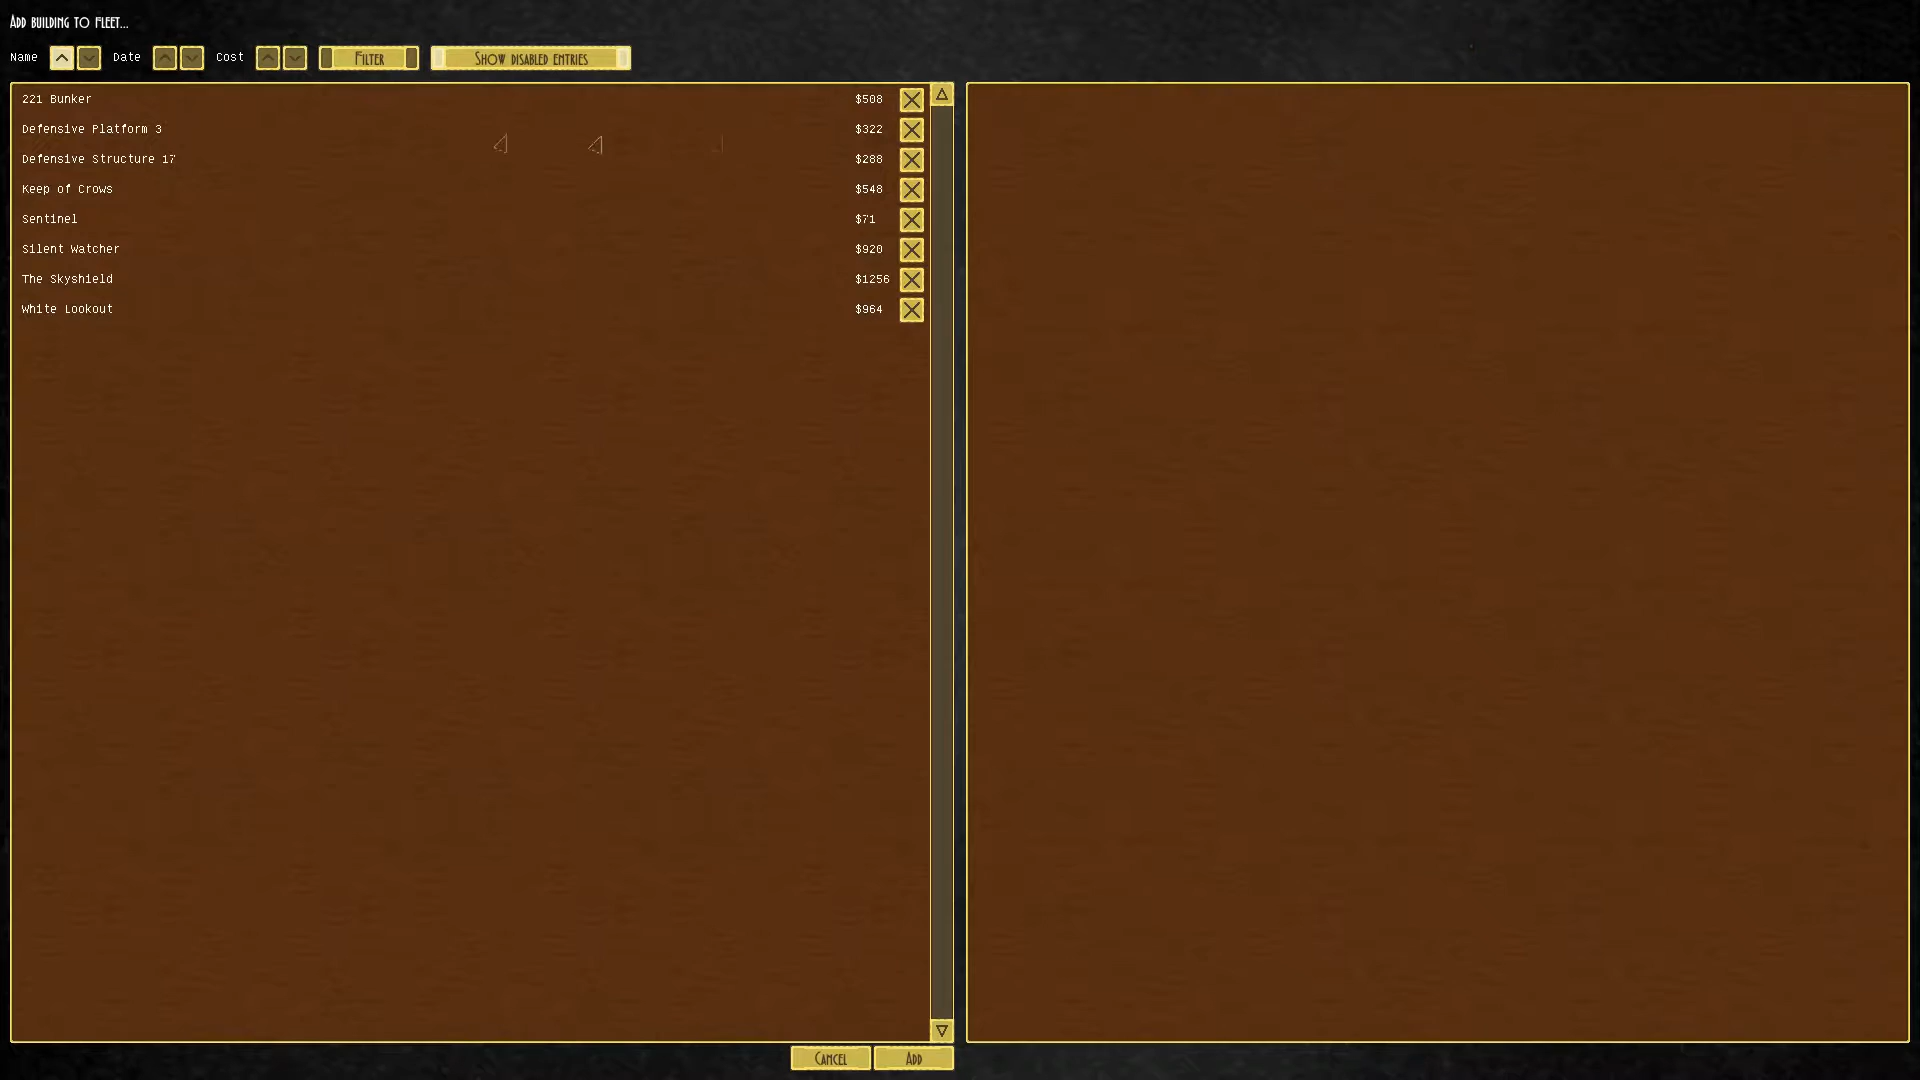 Add building to fleet...
Name Date Cost Filter Show disabled entries
221 Bunker $508
Defensive Platform 3 $322
Defensive Structure 17 $288
Keep of Crows $548
Sentinel $71
Silent Watcher $920
The Skyshield $1256
White Lookout $964
Cancel Add